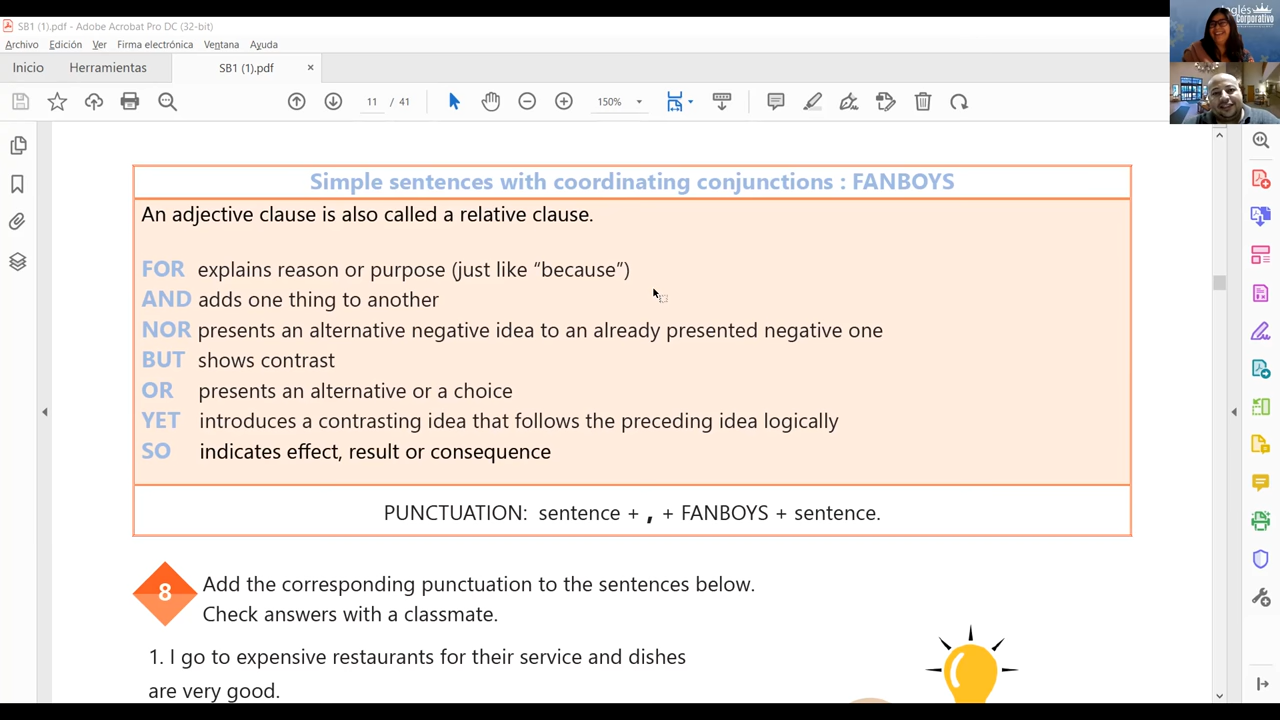 SB1 (1).pdf - Adobe Acrobat Pro DC (32-bit)
Archivo Edición Ver Firma electrónica Ventana Ayuda
Inicio Herramientas SB1 (1).pdf ×
11 / 41 150%
Inglés
Corporativo
Simple sentences with coordinating conjunctions : FANBOYS
An adjective clause is also called a relative clause.
FOR explains reason or purpose (just like “because”)
AND adds one thing to another
NOR presents an alternative negative idea to an already presented negative one
BUT shows contrast
OR presents an alternative or a choice
YET introduces a contrasting idea that follows the preceding idea logically
SO indicates effect, result or consequence
PUNCTUATION: sentence + , + FANBOYS + sentence.
8 Add the corresponding punctuation to the sentences below.
Check answers with a classmate.
1. I go to expensive restaurants for their service and dishes
are very good.